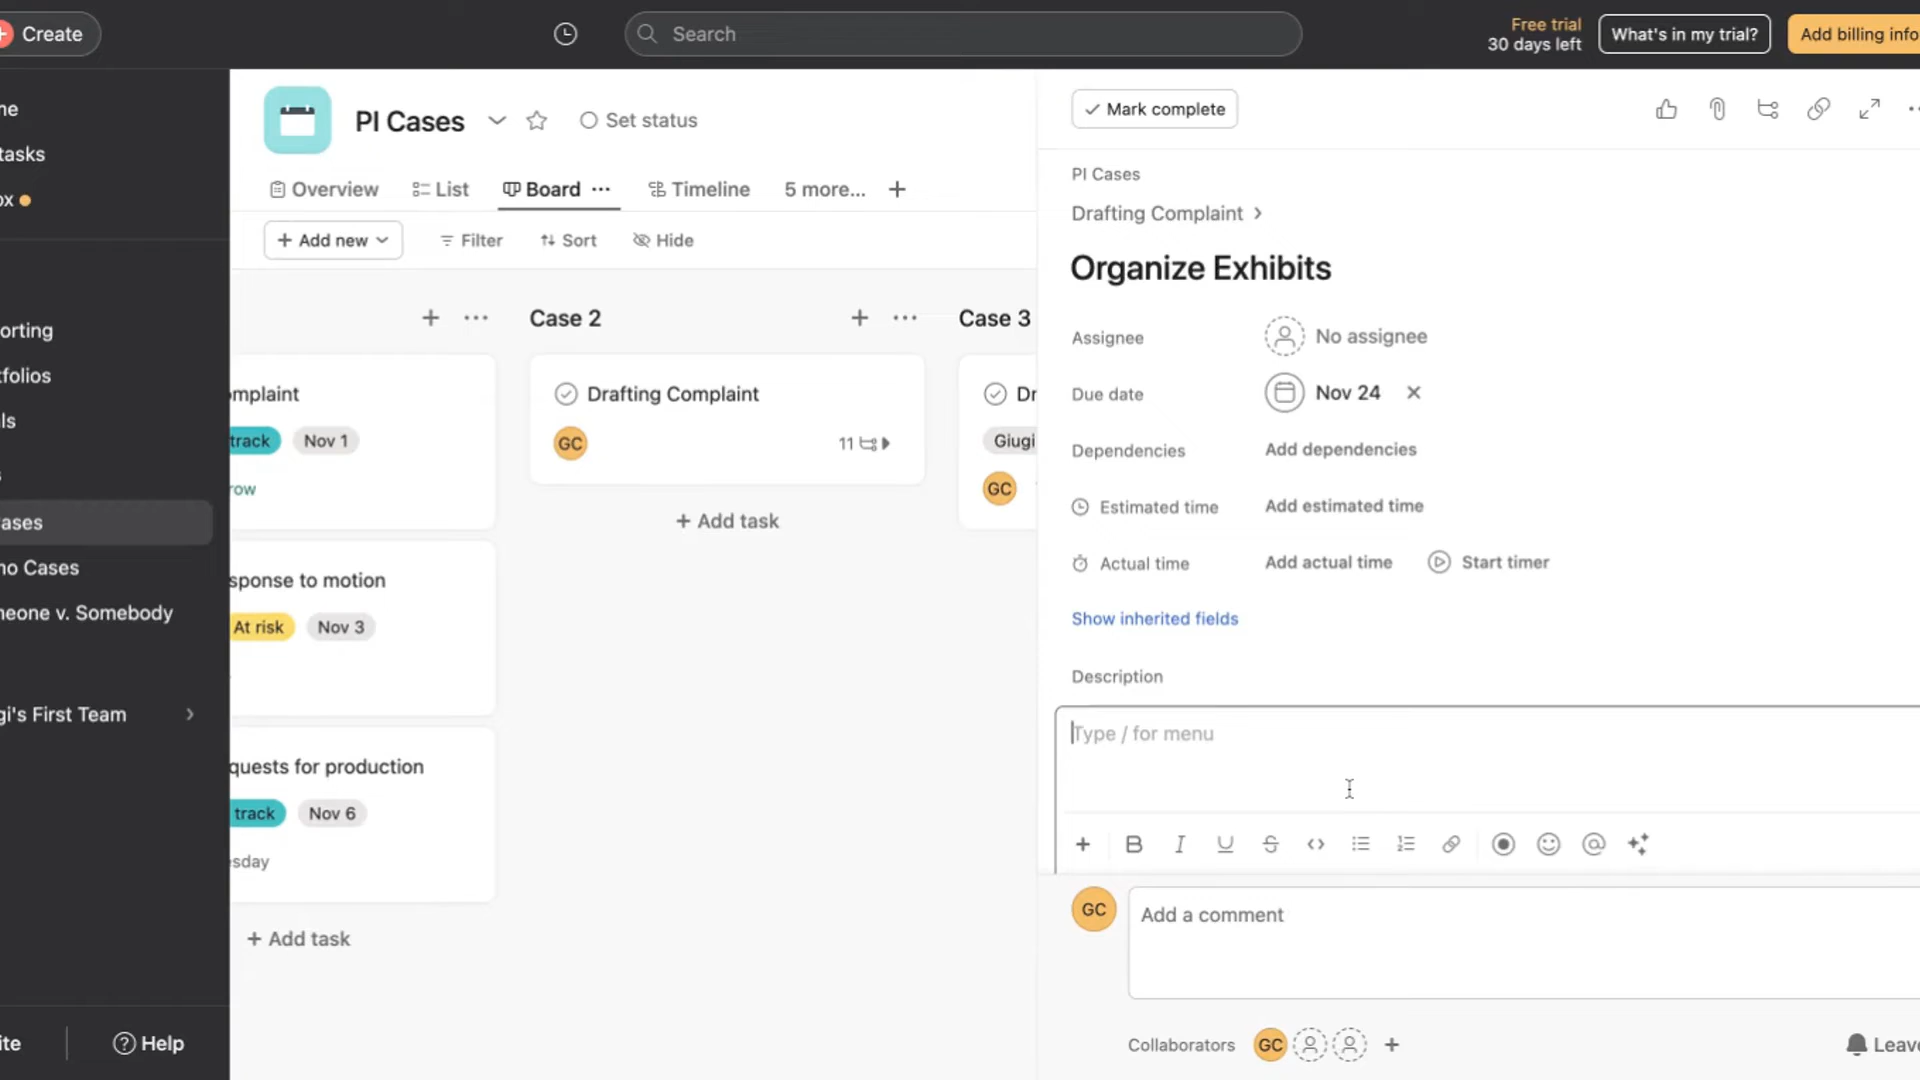 Create
Search
Free trial
30 days left
What's in my trial?
Add billing info
me
tasks
ox
orting
tfolios
ls
s
ases
no Cases
neone v. Somebody
gi's First Team
ite
Help
PI Cases
Set status
Overview
List
Board
Timeline
5 more...
Add new
Filter
Sort
Hide
omplaint
track
Nov 1
row
sponse to motion
At risk
Nov 3
quests for production
track
Nov 6
sday
Add task
Case 2
Drafting Complaint
GC
11
Add task
Case 3
Dr
Giugi
GC
Mark complete
PI Cases
Drafting Complaint
Organize Exhibits
Assignee
No assignee
Due date
Nov 24
Dependencies
Add dependencies
Estimated time
Add estimated time
Actual time
Add actual time
Start timer
Show inherited fields
Description
Type / for menu
GC
Add a comment
Collaborators
GC
Leave